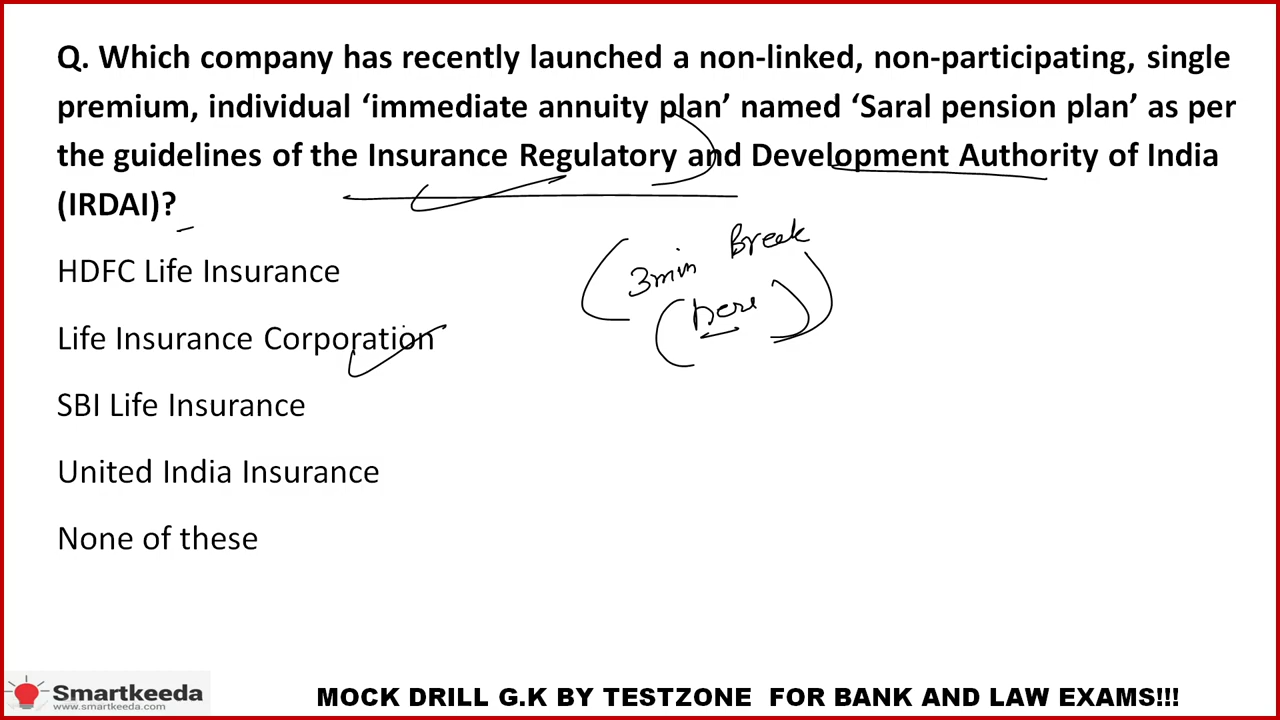 Q. Which company has recently launched a non-linked, non-participating, single
premium, individual ‘immediate annuity plan’ named ‘Saral pension plan’ as per
the guidelines of the Insurance Regulatory and Development Authority of India
(IRDAI)?
3min Break
(here)
HDFC Life Insurance
Life Insurance Corporation
SBI Life Insurance
United India Insurance
None of these
Smartkeeda
www.smartkeeda.com
MOCK DRILL G.K BY TESTZONE FOR BANK AND LAW EXAMS!!!